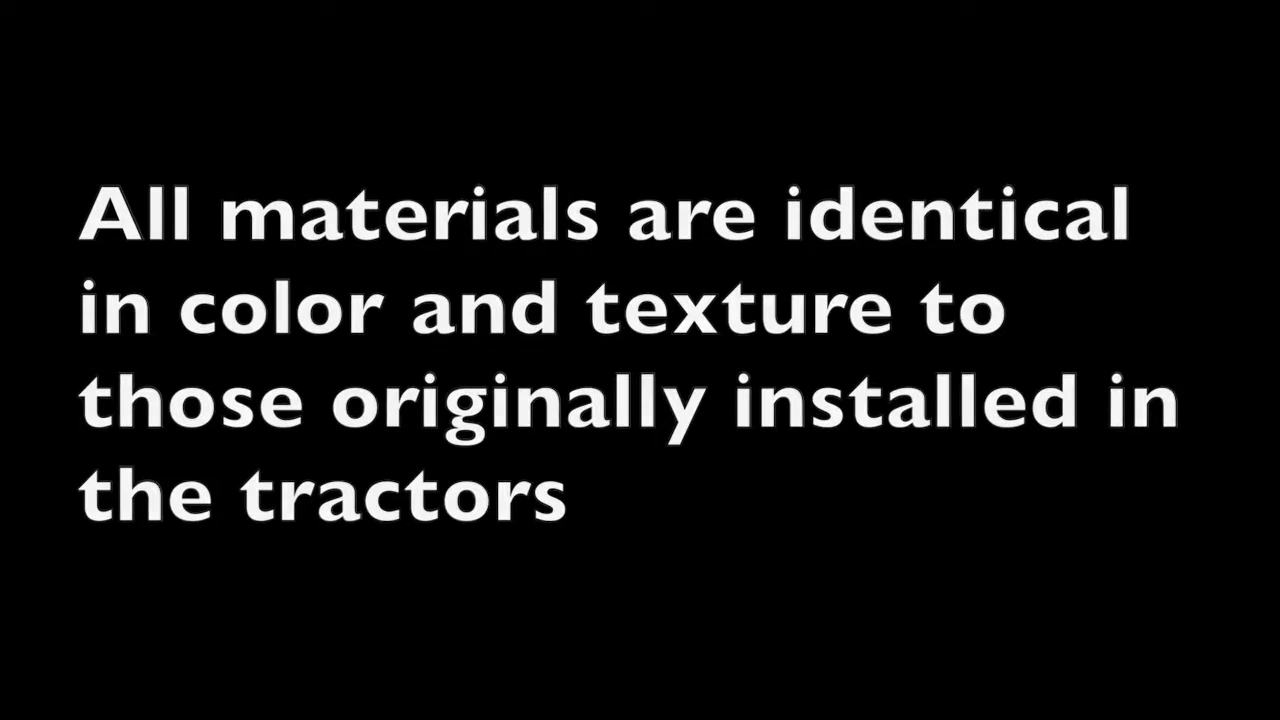 All materials are identical
in color and texture to
those originally installed in
the tractors